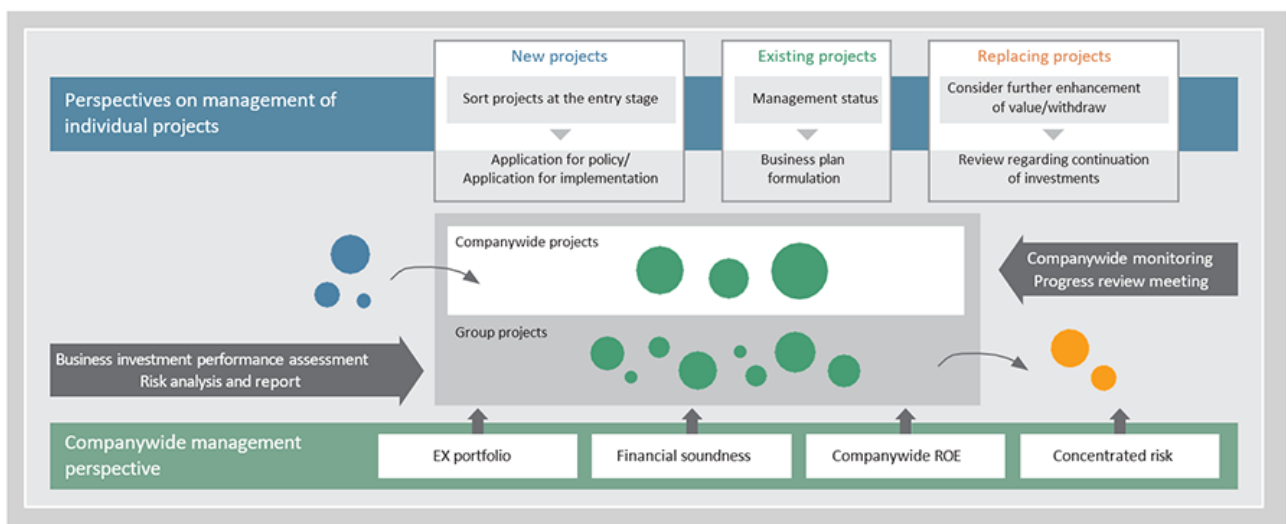 New projects
Existing projects
Replacing projects
Perspectives on management of
individual projects
Sort projects at the entry stage
Management status
Consider further enhancement
of value/withdraw
Application for policy/
Application for implementation
Business plan
formulation
Review regarding continuation
of investments
Companywide projects
Companywide monitoring
Progress review meeting
Group projects
Business investment performance assessment
Risk analysis and report
Companywide management
perspective
EX portfolio
Financial soundness
Companywide ROE
Concentrated risk